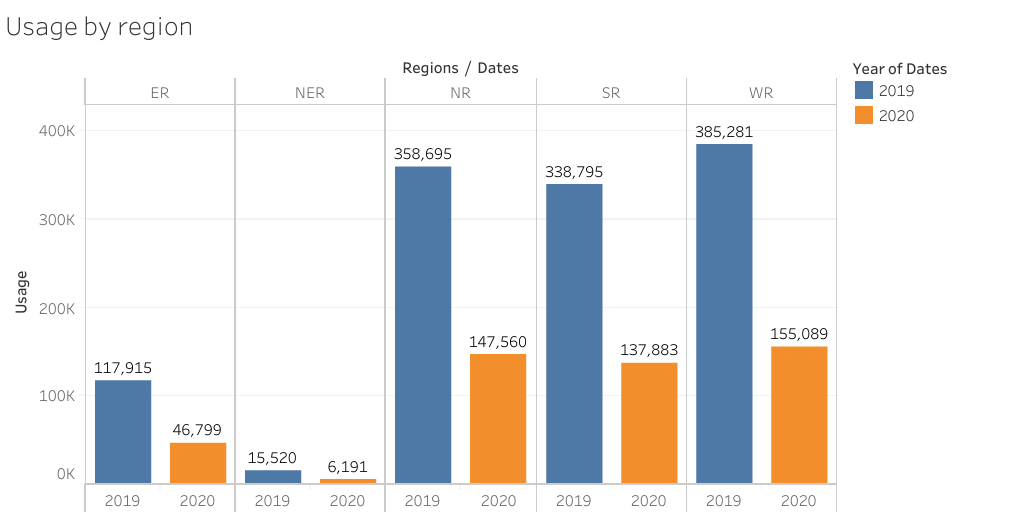 Usage by region
Regions / Dates
Year of Dates
2019
2020
ER NER NR SR WR
Usage
400K
300K
200K
100K
0K
117,915
46,799
15,520
6,191
358,695
147,560
338,795
137,883
385,281
155,089
2019 2020 2019 2020 2019 2020 2019 2020 2019 2020